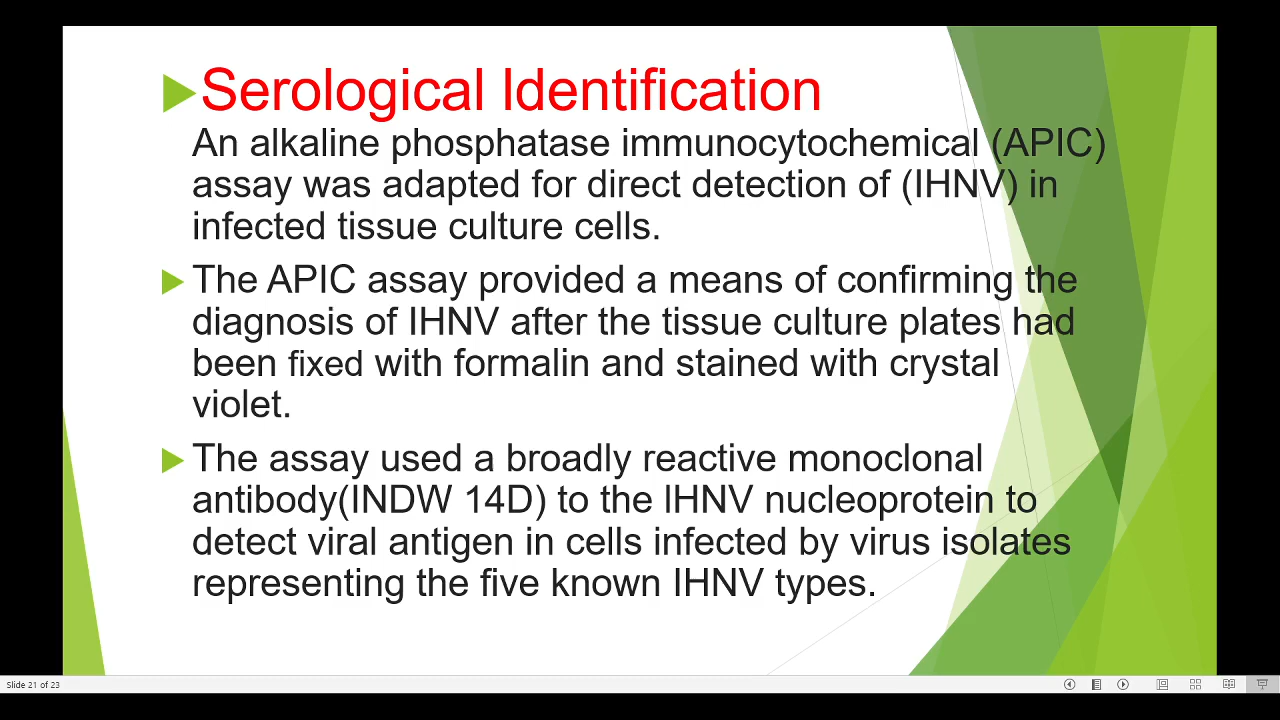 Serological Identification
An alkaline phosphatase immunocytochemical (APIC)
assay was adapted for direct detection of (IHNV) in
infected tissue culture cells.
The APIC assay provided a means of confirming the
diagnosis of IHNV after the tissue culture plates had
been fixed with formalin and stained with crystal
violet.
The assay used a broadly reactive monoclonal
antibody(INDW 14D) to the IHNV nucleoprotein to
detect viral antigen in cells infected by virus isolates
representing the five known IHNV types.
Slide 21 of 23